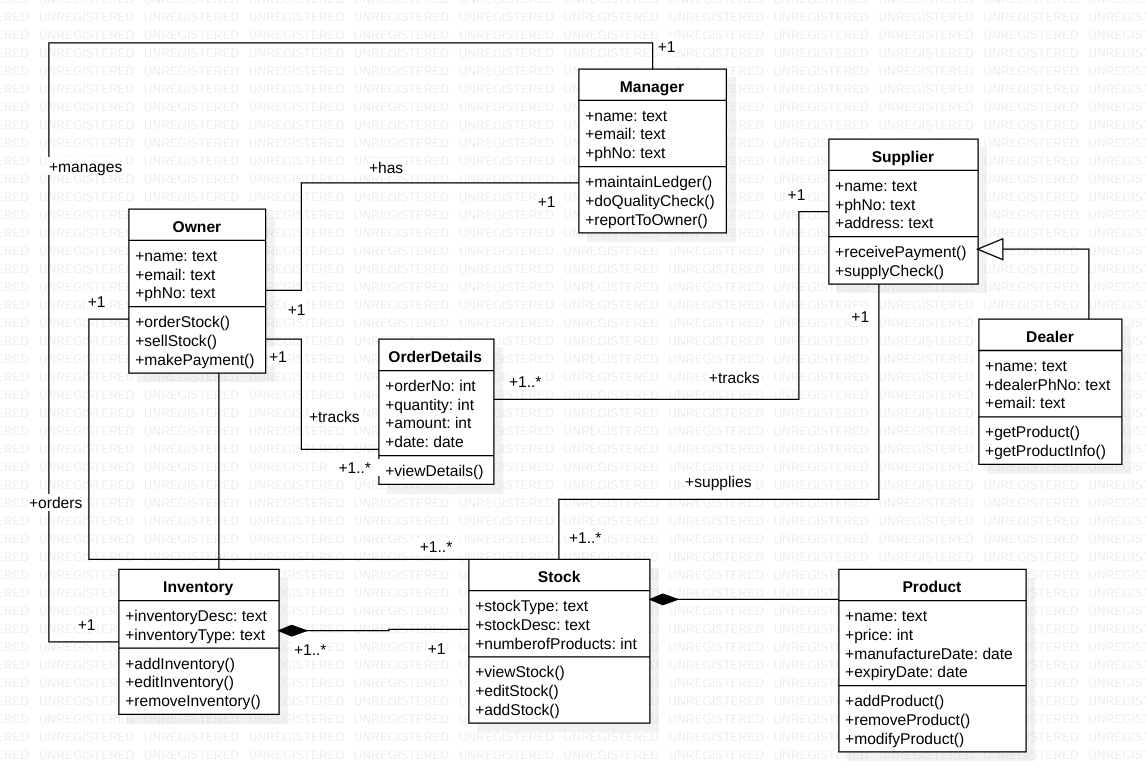 +1
Manager
+name: text
+email: text
+phNo: text
+maintainLedger()
+doQualityCheck()
+reportToOwner()
+manages
+has
+1
Supplier
+name: text
+phNo: text
+address: text
+receivePayment()
+supplyCheck()
+1
+1
Owner
+name: text
+email: text
+phNo: text
+orderStock()
+sellStock()
+makePayment()
+1
+1
+1
OrderDetails
+orderNo: int
+quantity: int
+amount: int
+date: date
+viewDetails()
+1..*
+tracks
+tracks
+1..*
Dealer
+name: text
+dealerPhNo: text
+email: text
+getProduct()
+getProductInfo()
+supplies
+orders
+1..*
+1..*
Inventory
+inventoryDesc: text
+inventoryType: text
+addInventory()
+editInventory()
+removeInventory()
+1
+1..*
+1
Stock
+stockType: text
+stockDesc: text
+numberofProducts: int
+viewStock()
+editStock()
+addStock()
Product
+name: text
+price: int
+manufactureDate: date
+expiryDate: date
+addProduct()
+removeProduct()
+modifyProduct()
UNREGISTERED